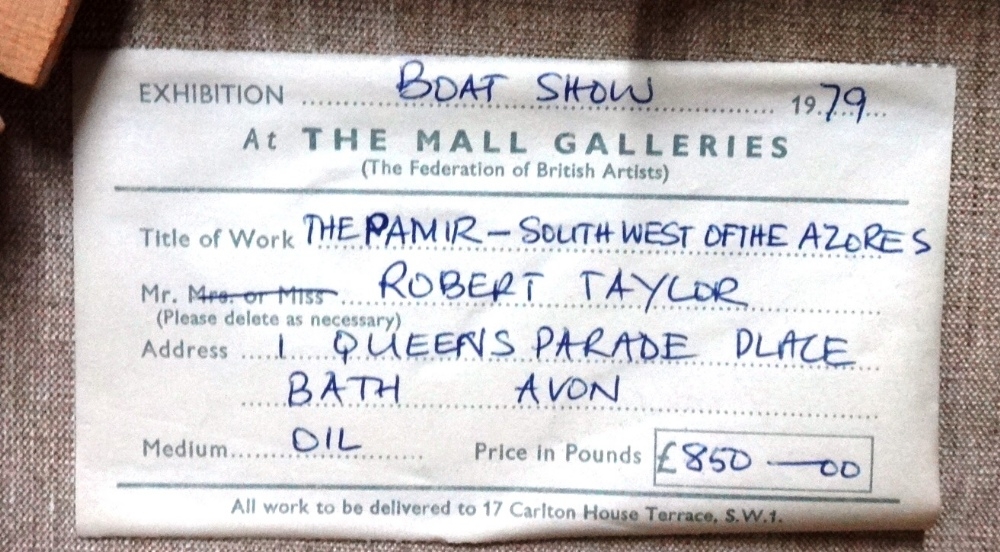 EXHIBITION BOAT SHOW 1979
At THE MALL GALLERIES
(The Federation of British Artists)
Title of Work THE PAMIR – SOUTH WEST OF THE AZORES
Mr. Mrs. or Miss ROBERT TAYLOR
(Please delete as necessary)
Address 1 QUEENS PARADE PLACE
BATH AVON
Medium OIL Price in Pounds £850 — 00
All work to be delivered to 17 Carlton House Terrace, S.W.1.